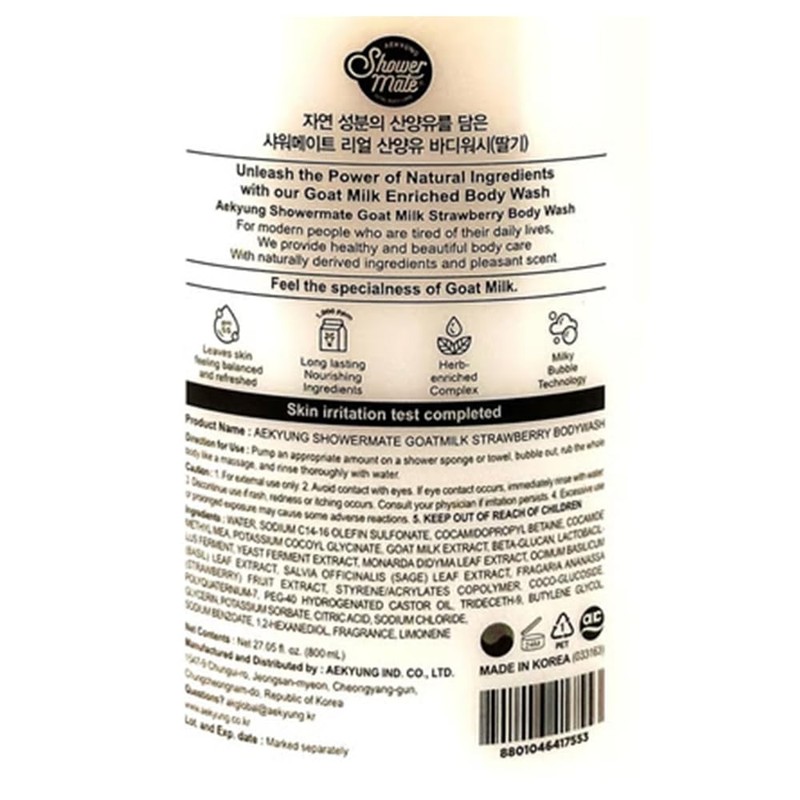 AEKYUNG
Shower
Mate
자연 성분의 산양유를 담은
샤워메이트 리얼 산양유 바디워시(딸기)
Unleash the Power of Natural Ingredients
with our Goat Milk Enriched Body Wash
Aekyung Showermate Goat Milk Strawberry Body Wash
For modern people who are tired of their daily lives,
We provide healthy and beautiful body care
With naturally derived ingredients and pleasant scent
Feel the specialness of Goat Milk.
Leaves skin
feeling balanced
and refreshed
Long lasting
Nourishing
Ingredients
Herb-
enriched
Complex
Milky
Bubble
Technology
Skin irritation test completed
Product Name : AEKYUNG SHOWERMATE GOATMILK STRAWBERRY BODYWASH
Direction for Use : Pump an appropriate amount on a shower sponge or towel, bubble out, rub the whole
body like a massage, and rinse thoroughly with water.
Caution : 1. For external use only. 2. Avoid contact with eyes. If eye contact occurs, immediately rinse with water
3. Discontinue use if rash, redness or itching occurs. Consult your physician if irritation persists. 4. Excessive use
or prolonged exposure may cause some adverse reactions. 5. KEEP OUT OF REACH OF CHILDREN
Ingredients : WATER, SODIUM C14-16 OLEFIN SULFONATE, COCAMIDOPROPYL BETAINE, COCAMIDE
METHYL MEA, POTASSIUM COCOYL GLYCINATE, GOAT MILK EXTRACT, BETA-GLUCAN, LACTOBACIL-
LUS FERMENT, YEAST FERMENT EXTRACT, MONARDA DIDYMA LEAF EXTRACT, OCIMUM BASILICUM
(BASIL) LEAF EXTRACT, SALVIA OFFICINALIS (SAGE) LEAF EXTRACT, FRAGARIA ANANASSA
(STRAWBERRY) FRUIT EXTRACT, STYRENE/ACRYLATES COPOLYMER, COCO-GLUCOSIDE,
POLYQUATERNIUM-7, PEG-40 HYDROGENATED CASTOR OIL, TRIDECETH-9, BUTYLENE GLYCOL,
GLYCERIN, POTASSIUM SORBATE, CITRIC ACID, SODIUM CHLORIDE,
SODIUM BENZOATE, 1,2-HEXANEDIOL, FRAGRANCE, LIMONENE
Net Contents : Net 27.05 fl. oz. (800 mL)
Manufactured and Distributed by : AEKYUNG IND. CO., LTD.
1547-9 Chungui-ro, Jeongsan-myeon, Cheongyang-gun,
Chungcheongnam-do, Republic of Korea
Questions? akglobal@aekyung.kr
www.aekyung.co.kr
Lot. and Exp. date : Marked separately
24M
PET
MADE IN KOREA (033163)
8801046417553